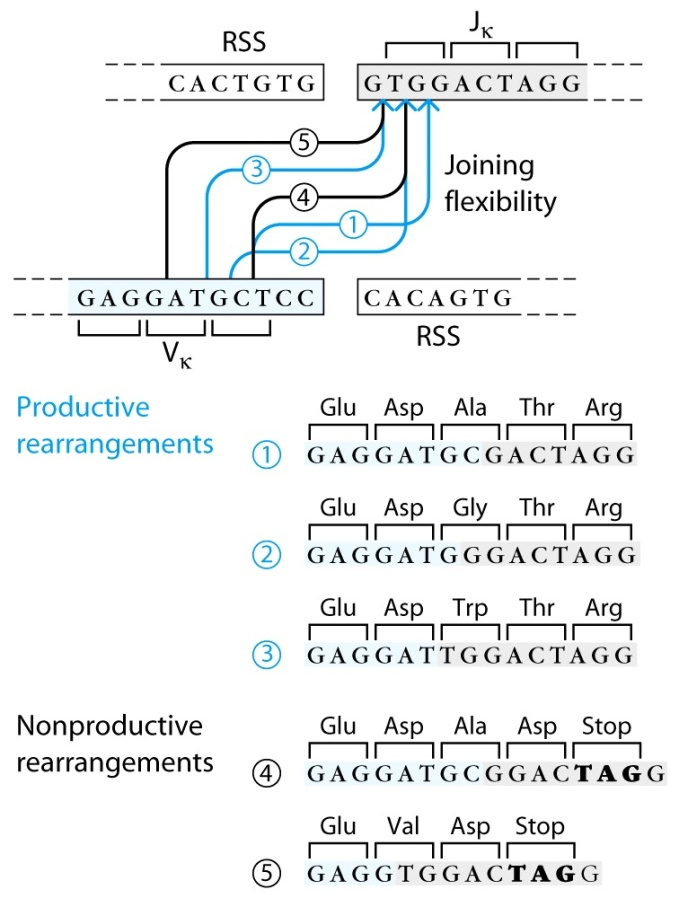 Jκ
RSS
CACTGTG GTGGACTAGG
5
3
Joining
flexibility
4
1
2
GAGGATGCTCC CACAGTG
Vκ
RSS
Productive
rearrangements
Glu Asp Ala Thr Arg
1 GAGGATGCGACTAGG
Glu Asp Gly Thr Arg
2 GAGGATGGGACTAGG
Glu Asp Trp Thr Arg
3 GAGGATTGGACTAGG
Nonproductive
rearrangements
Glu Asp Ala Asp Stop
4 GAGGATGCGGACTAGG
Glu Val Asp Stop
5 GAGGTGGACTAGG